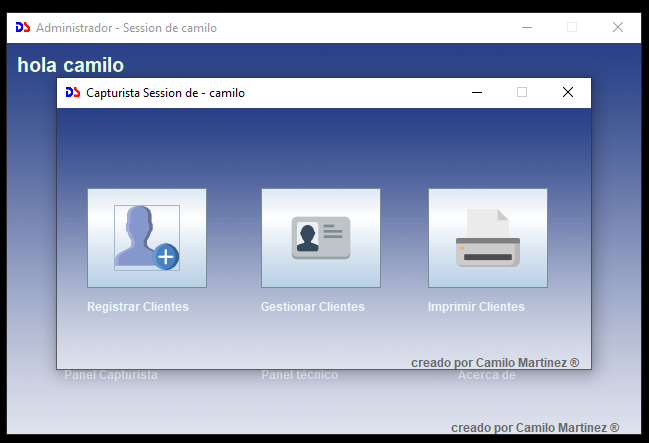 DS Administrador - Session de camilo
hola camilo
DS Capturista Session de - camilo
Registrar Clientes Gestionar Clientes Imprimir Clientes
creado por Camilo Martinez ®
Panel Capturista Panel técnico Acerca de
creado por Camilo Martinez ®